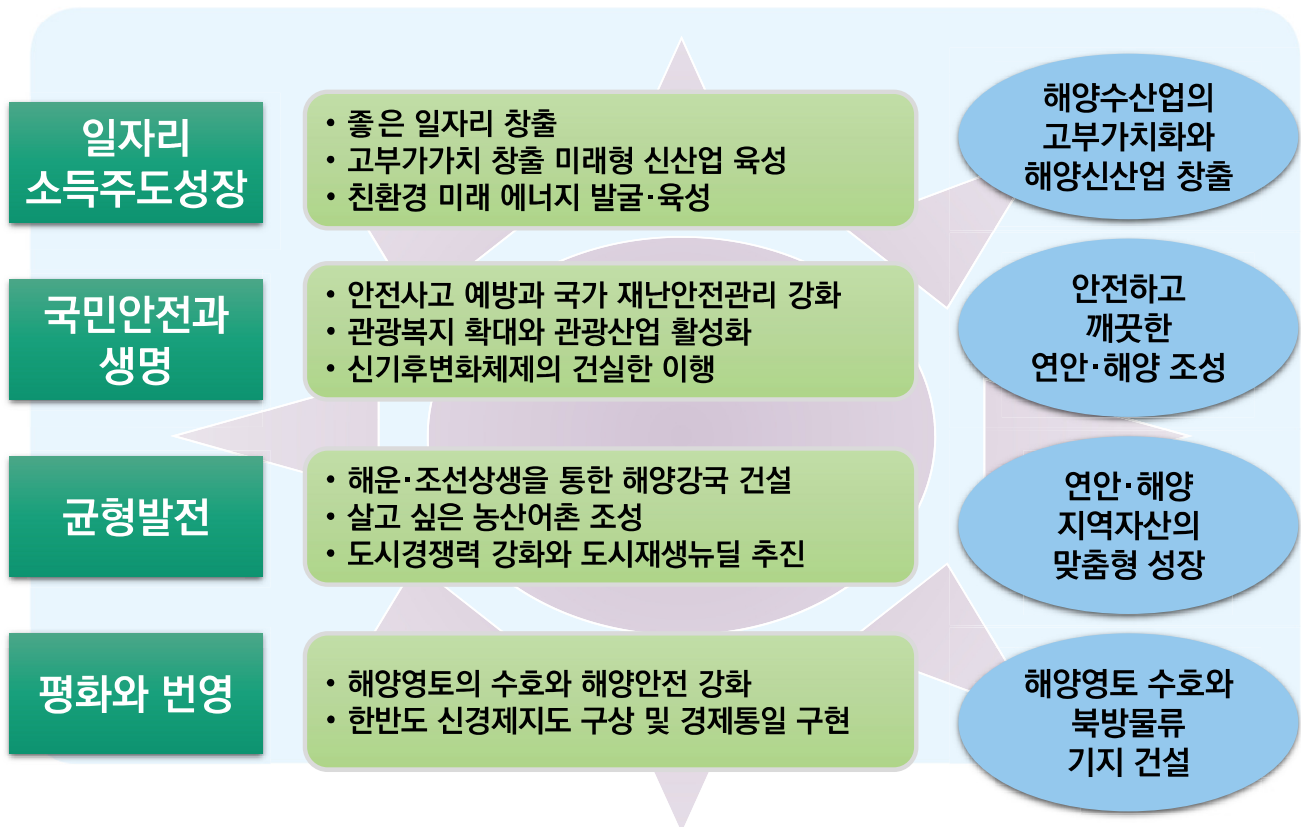 일자리
소득주도성장
• 좋은 일자리 창출
• 고부가가치 창출 미래형 신산업 육성
• 친환경 미래 에너지 발굴·육성
해양수산업의
고부가치화와
해양신산업 창출
국민안전과
생명
• 안전사고 예방과 국가 재난안전관리 강화
• 관광복지 확대와 관광산업 활성화
• 신기후변화체제의 건실한 이행
안전하고
깨끗한
연안·해양 조성
균형발전
• 해운·조선상생을 통한 해양강국 건설
• 살고 싶은 농산어촌 조성
• 도시경쟁력 강화와 도시재생뉴딜 추진
연안·해양
지역자산의
맞춤형 성장
평화와 번영
• 해양영토의 수호와 해양안전 강화
• 한반도 신경제지도 구상 및 경제통일 구현
해양영토 수호와
북방물류
기지 건설